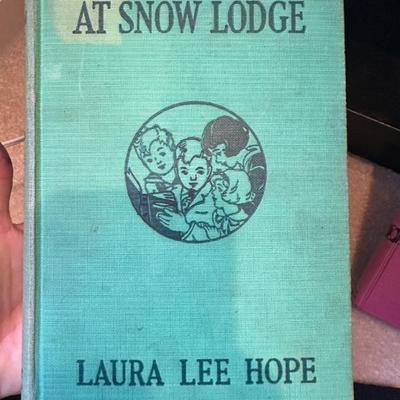 AT SNOW LODGE
LAURA LEE HOPE